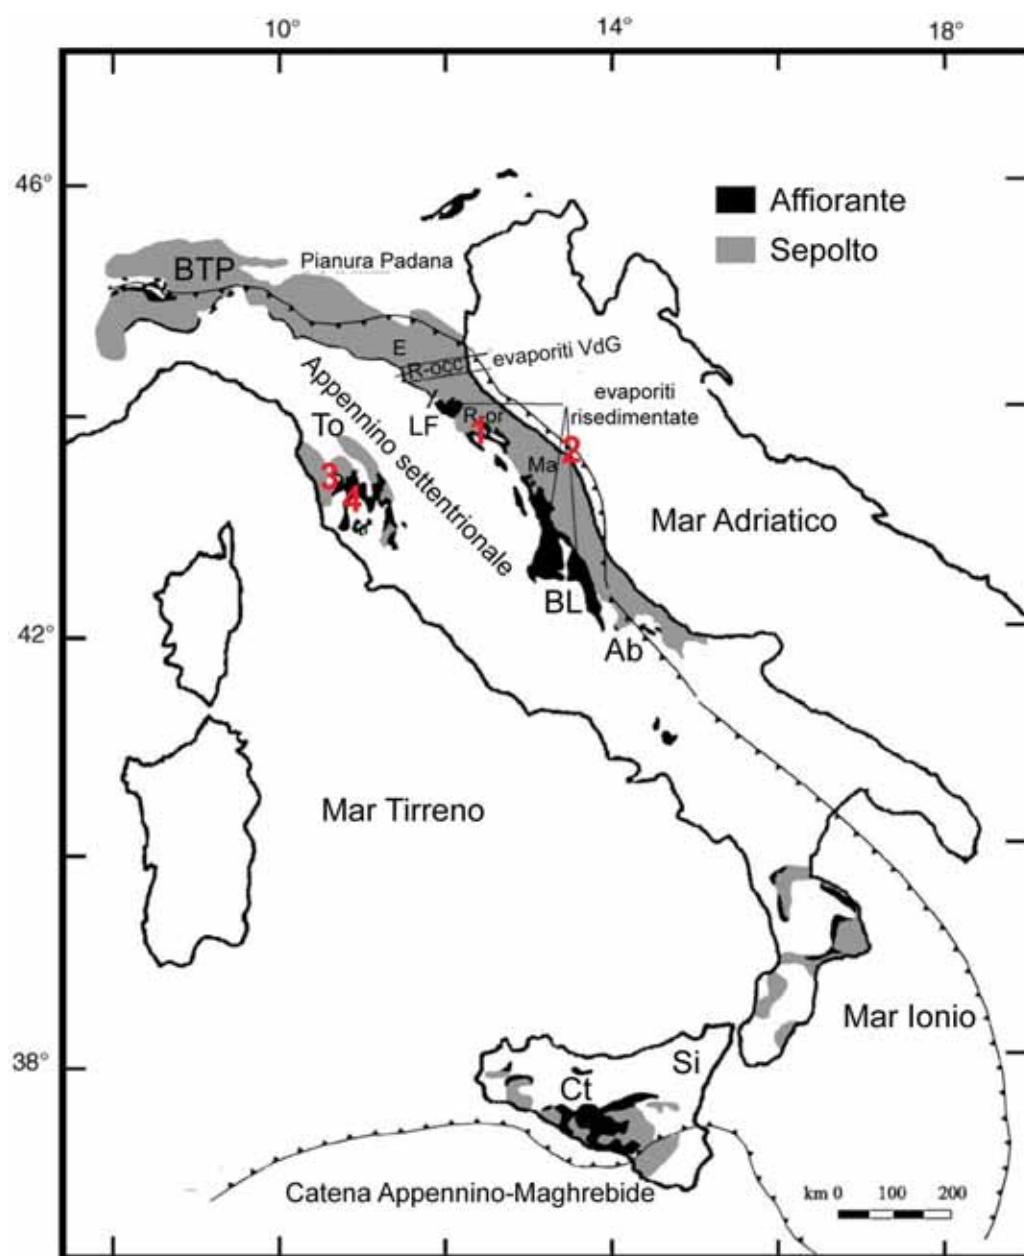 10°
14°
18°
46°
Affiorante
Sepolto
BTP
Pianura Padana
E
evaporiti VdG
R-occ
evaporiti
risedimentate
Appennino settentrionale
To
LF
R-or
1
2
Ma
3
4
Mar Adriatico
BL
42°
Ab
Mar Tirreno
Mar Ionio
38°
Si
Ct
Catena Appennino-Maghrebide
km 0 100 200